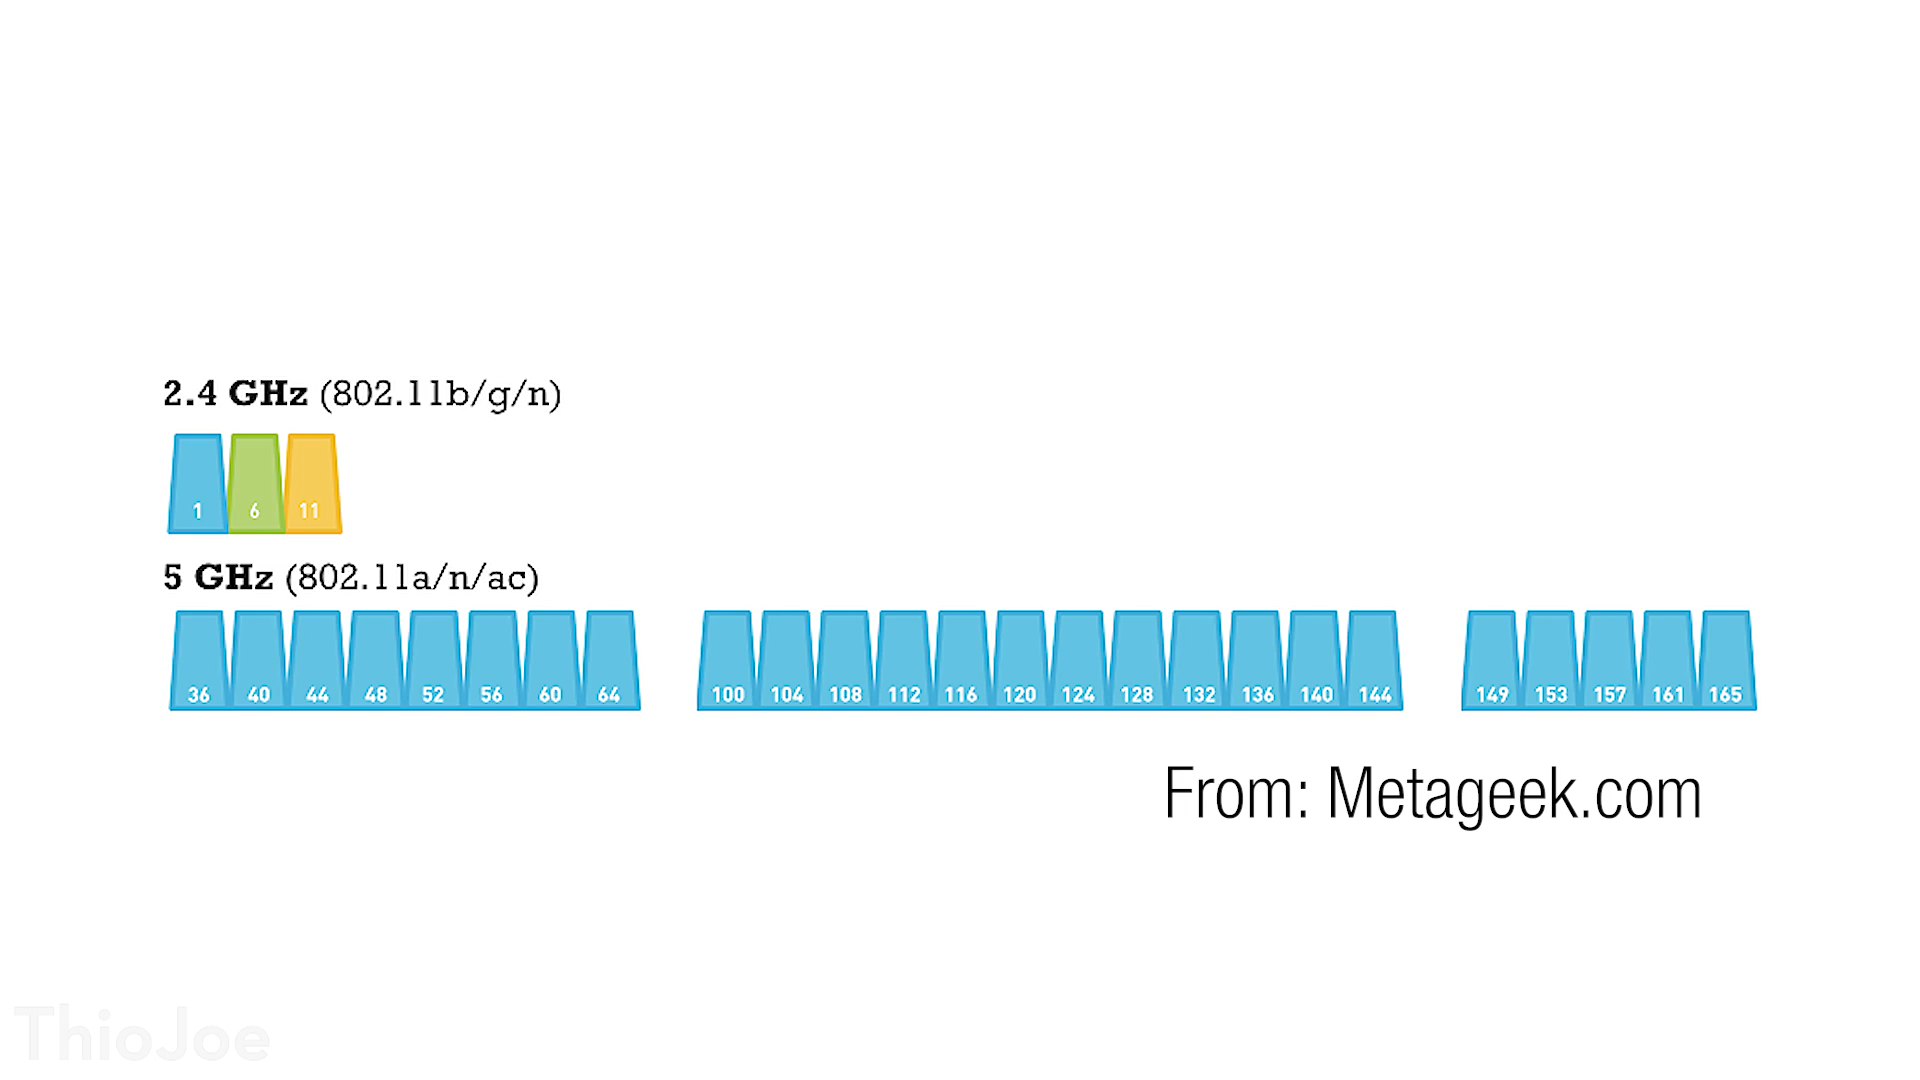 2.4 GHz (802.11b/g/n)
1 6 11
5 GHz (802.11a/n/ac)
36 40 44 48 52 56 60 64 100 104 108 112 116 120 124 128 132 136 140 144 149 153 157 161 165
From: Metageek.com
ThioJoe